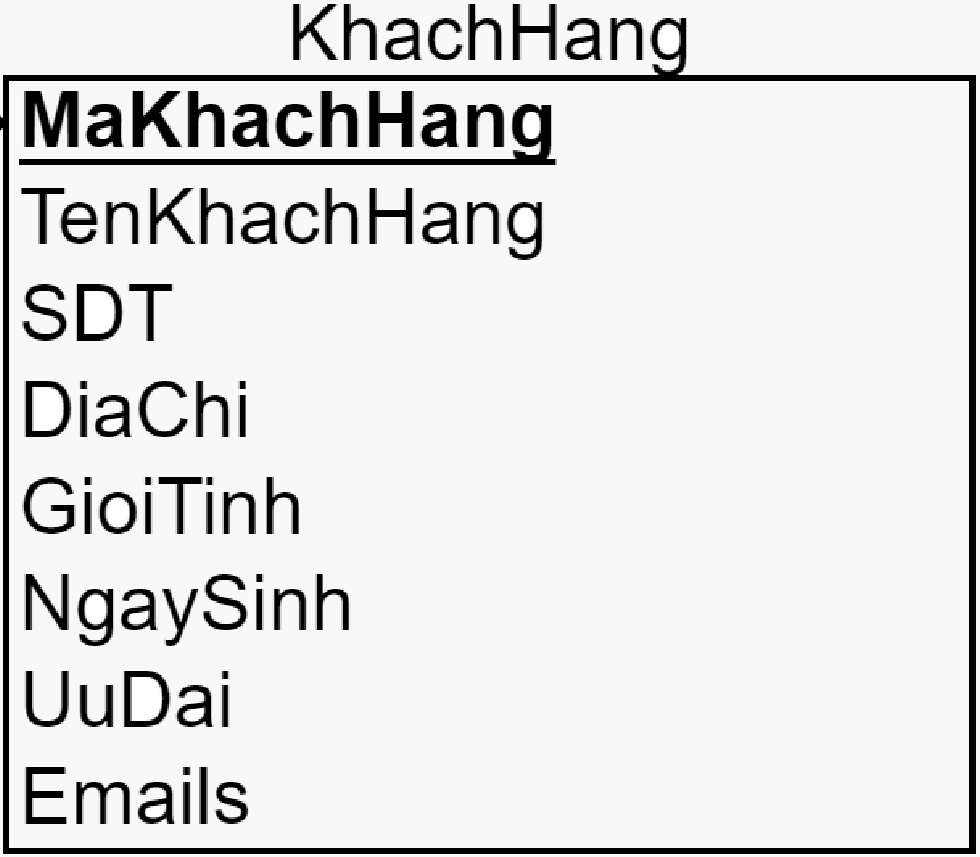 KhachHang
MaKhachHang
TenKhachHang
SDT
DiaChi
GioiTinh
NgaySinh
UuDai
Emails